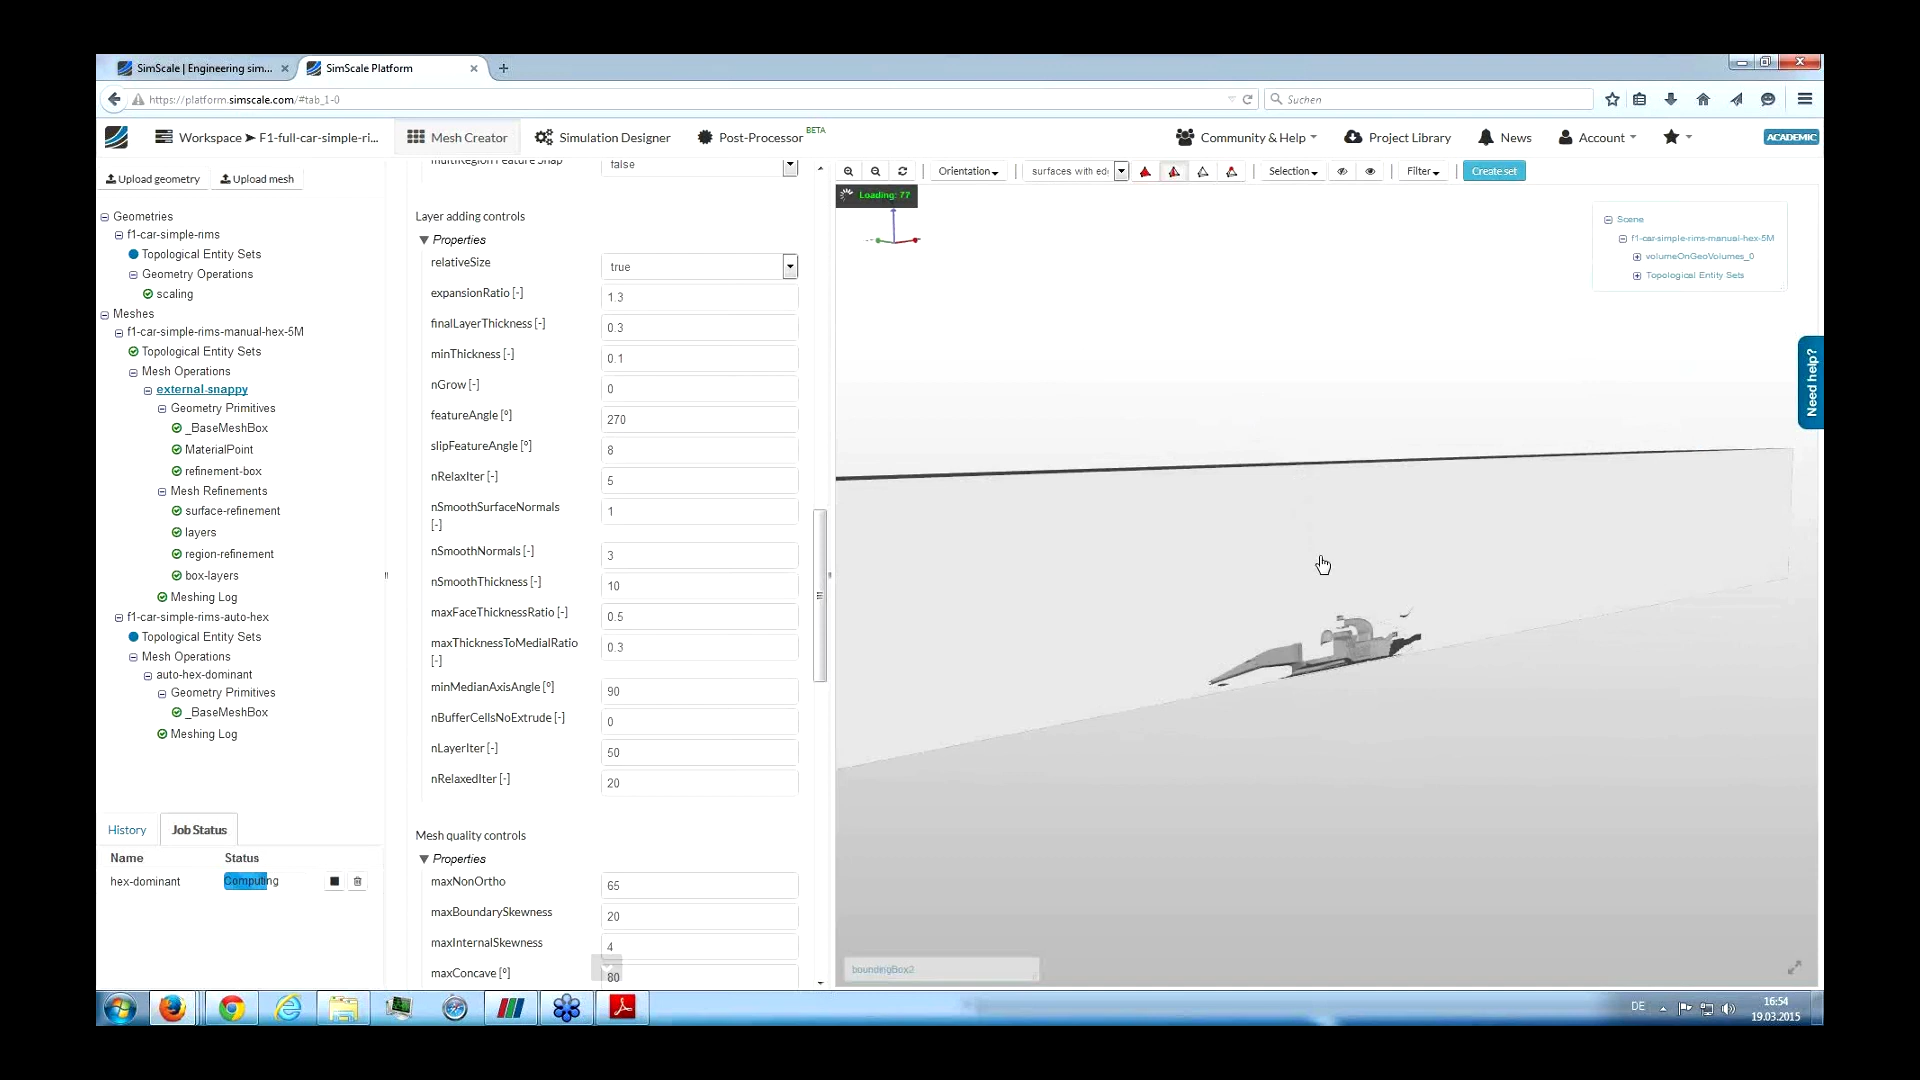 SimScale | Engineering sim...
SimScale Platform
https://platform.simscale.com/#tab_1-0
Suchen
Workspace ➤ F1-full-car-simple-ri...
Mesh Creator
Simulation Designer
Post-Processor BETA
Community & Help
Project Library
News
Account
ACADEMIC
Upload geometry
Upload mesh
Geometries
f1-car-simple-rims
Topological Entity Sets
Geometry Operations
scaling
Meshes
f1-car-simple-rims-manual-hex-5M
Topological Entity Sets
Mesh Operations
external-snappy
Geometry Primitives
_BaseMeshBox
MaterialPoint
refinement-box
Mesh Refinements
surface-refinement
layers
region-refinement
box-layers
Meshing Log
f1-car-simple-rims-auto-hex
Topological Entity Sets
Mesh Operations
auto-hex-dominant
Geometry Primitives
_BaseMeshBox
Meshing Log
History
Job Status
Name Status
hex-dominant Computing
multiRegionFeatureSnap false
Layer adding controls
Properties
relativeSize true
expansionRatio [-] 1.3
finalLayerThickness [-] 0.3
minThickness [-] 0.1
nGrow [-] 0
featureAngle [°] 270
slipFeatureAngle [°] 8
nRelaxIter [-] 5
nSmoothSurfaceNormals 1
[-]
nSmoothNormals [-] 3
nSmoothThickness [-] 10
maxFaceThicknessRatio [-] 0.5
maxThicknessToMedialRatio 0.3
[-]
minMedianAxisAngle [°] 90
nBufferCellsNoExtrude [-] 0
nLayerIter [-] 50
nRelaxedIter [-] 20
Mesh quality controls
Properties
maxNonOrtho 65
maxBoundarySkewness 20
maxInternalSkewness 4
maxConcave [°] 80
Orientation
surfaces with ed
Selection
Filter
Create set
Loading: 77
Scene
f1-car-simple-rims-manual-hex-5M
volumeOnGeoVolumes_0
Topological Entity Sets
Need help?
boundingBox2
DE
16:54
19.03.2015